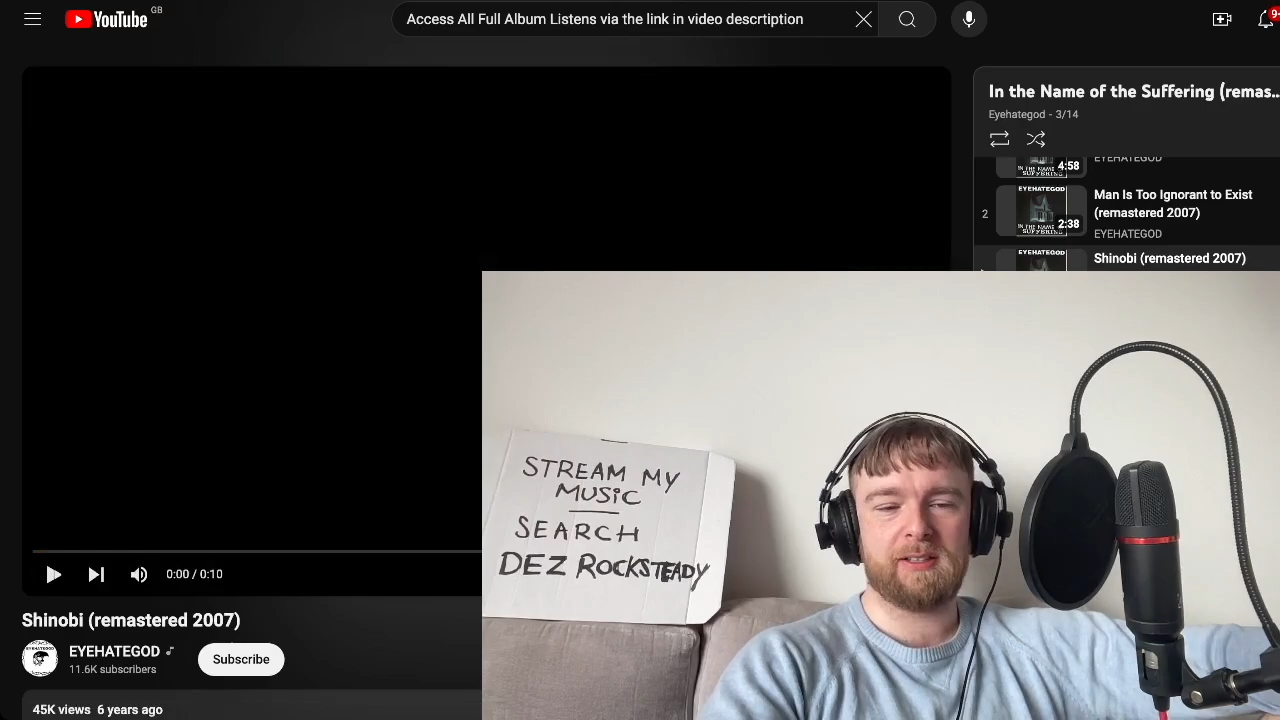 YouTube GB
Access All Full Album Listens via the link in video descrtiption
9+
In the Name of the Suffering (remas...
Eyehategod - 3/14
4:58
EYEHATEGOD
2
EYEHATEGOD
2:38
Man Is Too Ignorant to Exist
(remastered 2007)
EYEHATEGOD
EYEHATEGOD
Shinobi (remastered 2007)
STREAM MY
MUSIC
SEARCH
DEZ ROCKSTEADY
0:00 / 0:10
Shinobi (remastered 2007)
EYEHATEGOD
11.6K subscribers
Subscribe
45K views 6 years ago